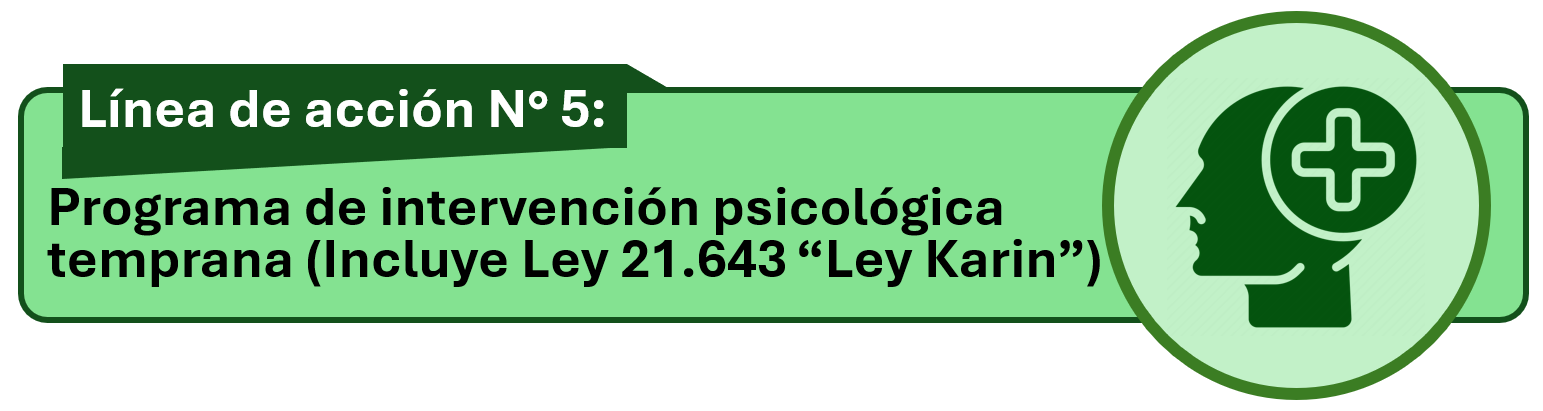 Línea de acción N° 5:
Programa de intervención psicológica
temprana (Incluye Ley 21.643 “Ley Karin”)